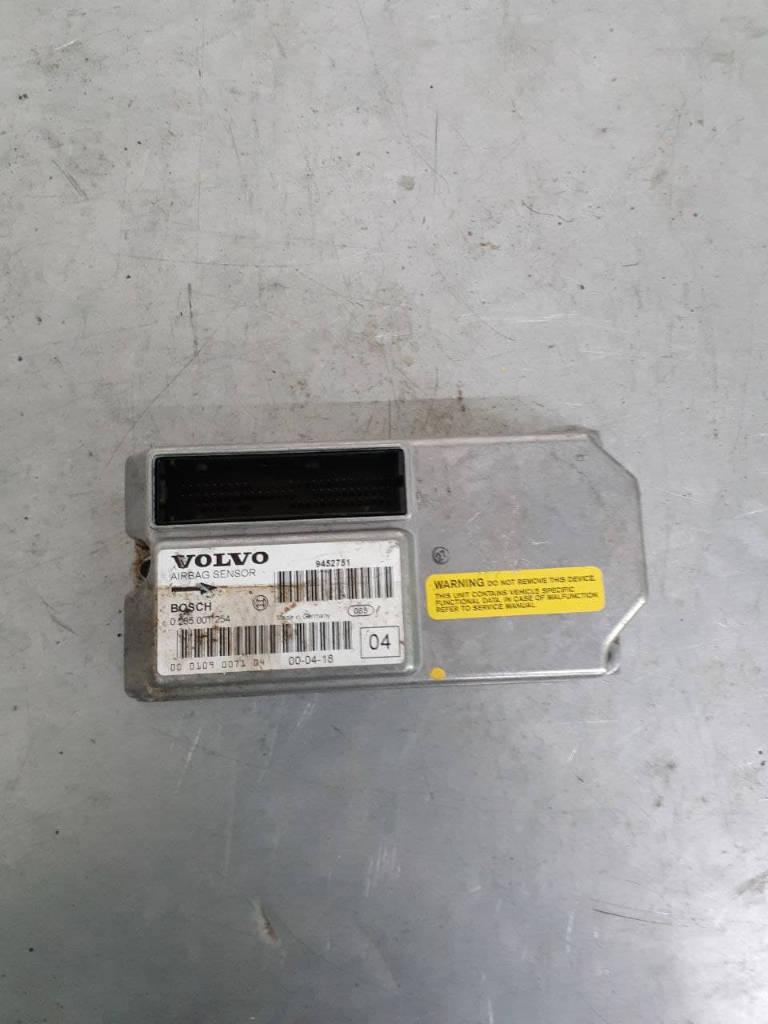 VOLVO
AIRBAG SENSOR
9452751
BOSCH
0 285 001 254
Made in Germany
085
04
00 0109 0071 04
00-04-18
27
WARNING DO NOT REMOVE THIS DEVICE.
THIS UNIT CONTAINS VEHICLE SPECIFIC
FUNCTIONAL DATA. IN CASE OF MALFUNCTION
REFER TO SERVICE MANUAL.